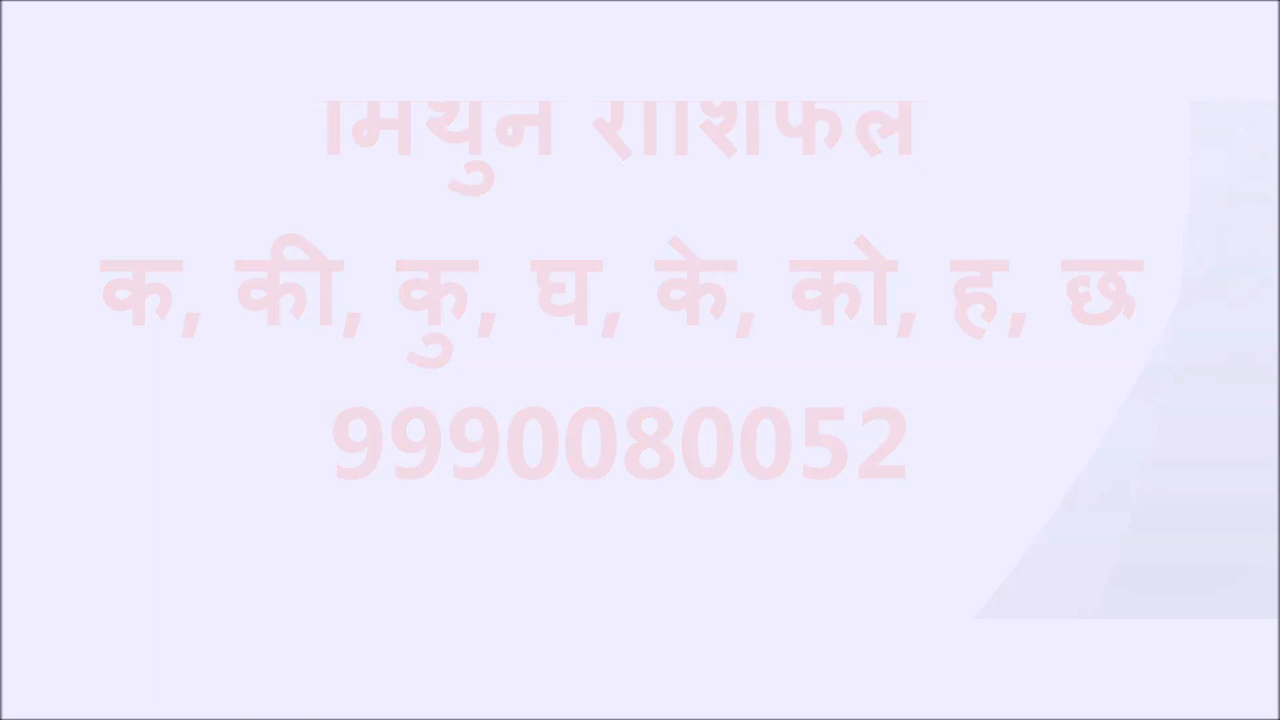 मिथुन राशिफल
क, की, कु, घ, के, को, ह, छ
9990080052